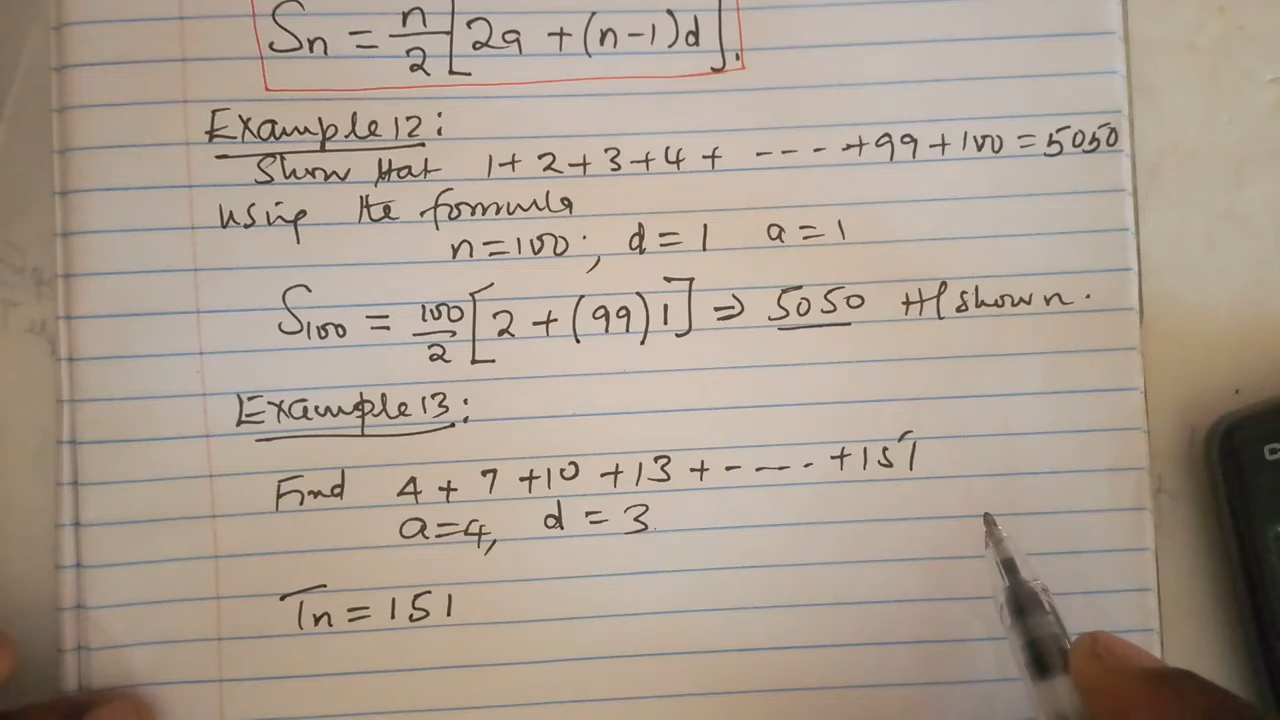 Sn = n/2 [2a + (n-1)d].
Example 12:
Show that 1 + 2 + 3 + 4 + ---- + 99 + 100 = 5050
using the formula
n = 100; d = 1 a = 1
S100 = 100/2 [2 + (99)1] ⇒ 5050 shown.
Example 13:
Find 4 + 7 + 10 + 13 + ---- + 151
a = 4, d = 3.
Tn = 151